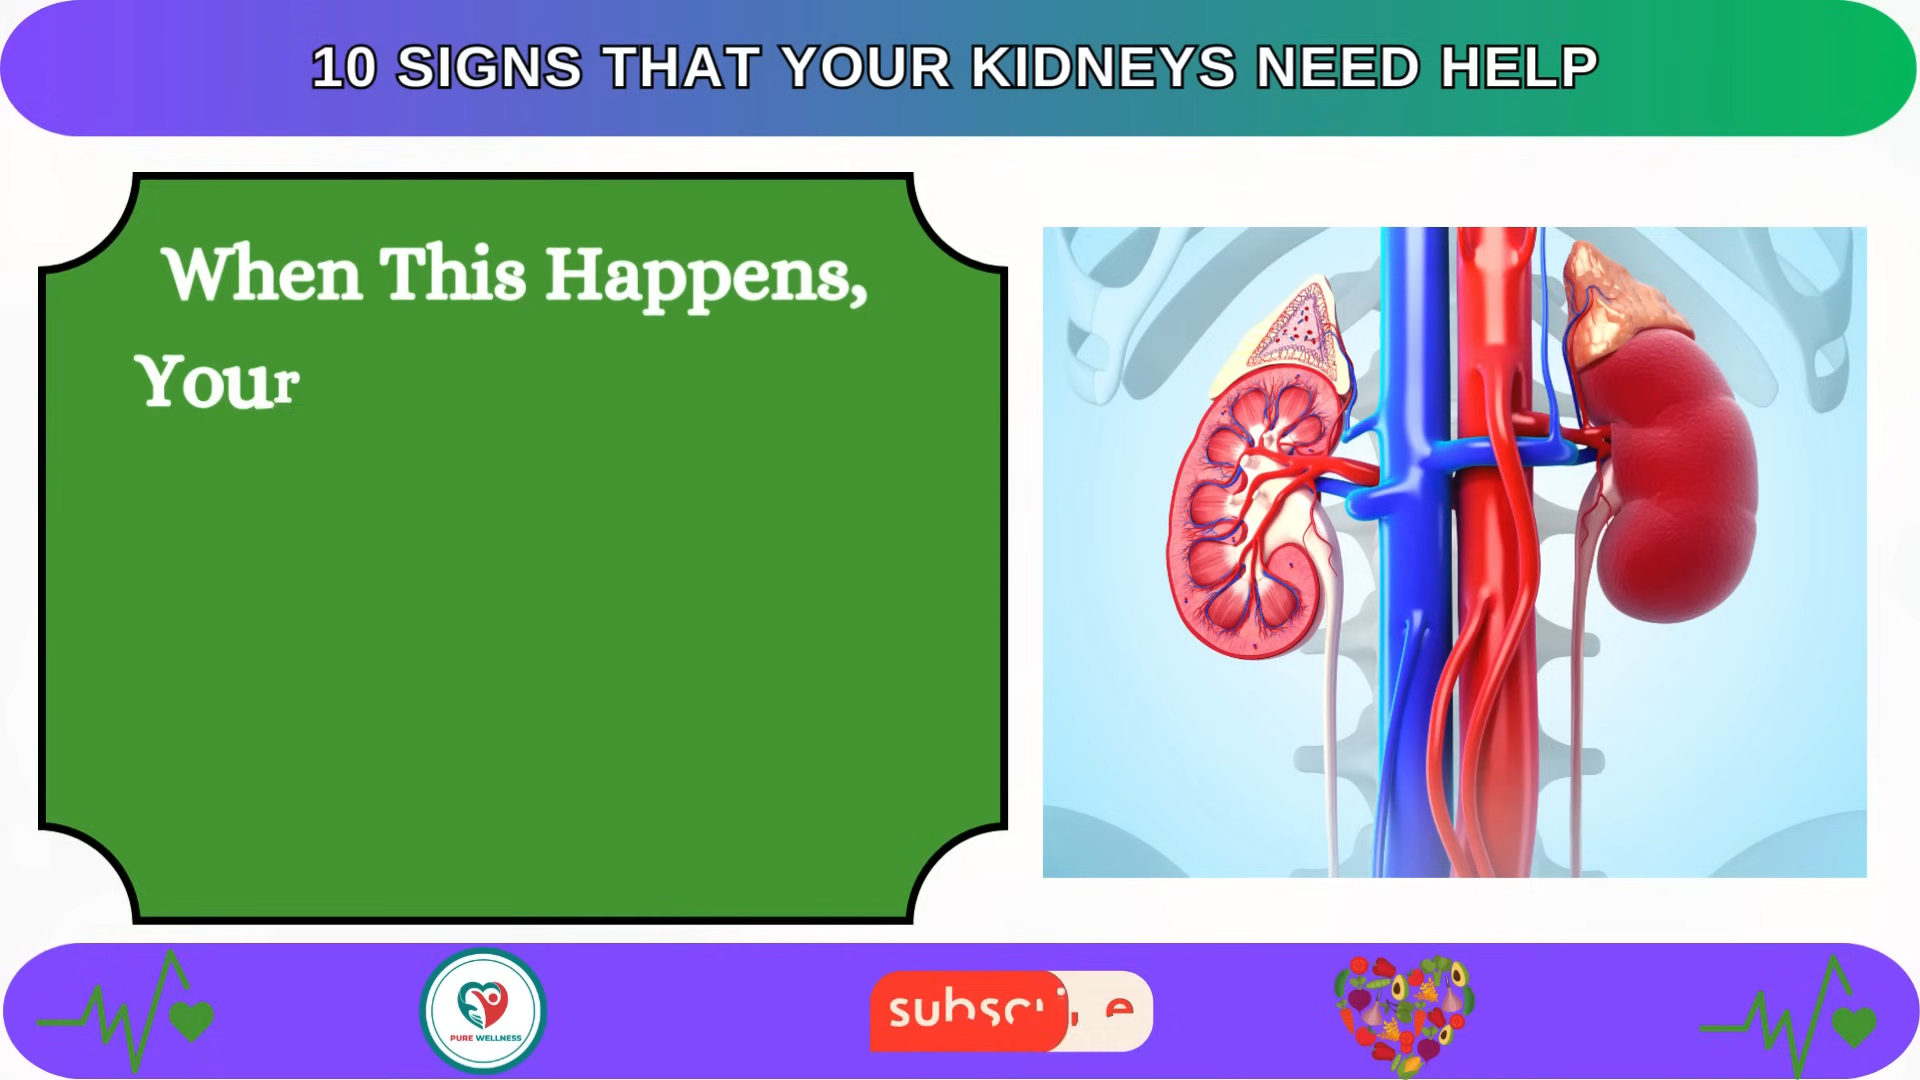 10 SIGNS THAT YOUR KIDNEYS NEED HELP
When This Happens,
Your
PURE WELLNESS